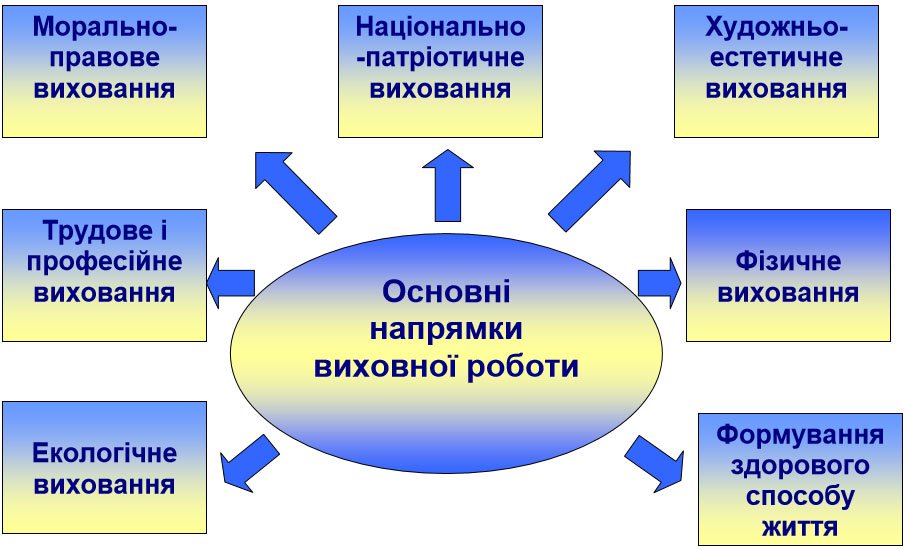 Морально-
правове
виховання
Національно
-патріотичне
виховання
Художньо-
естетичне
виховання
Трудове і
професійне
виховання
Основні
напрямки
виховної роботи
Фізичне
виховання
Екологічне
виховання
Формування
здорового
способу
життя